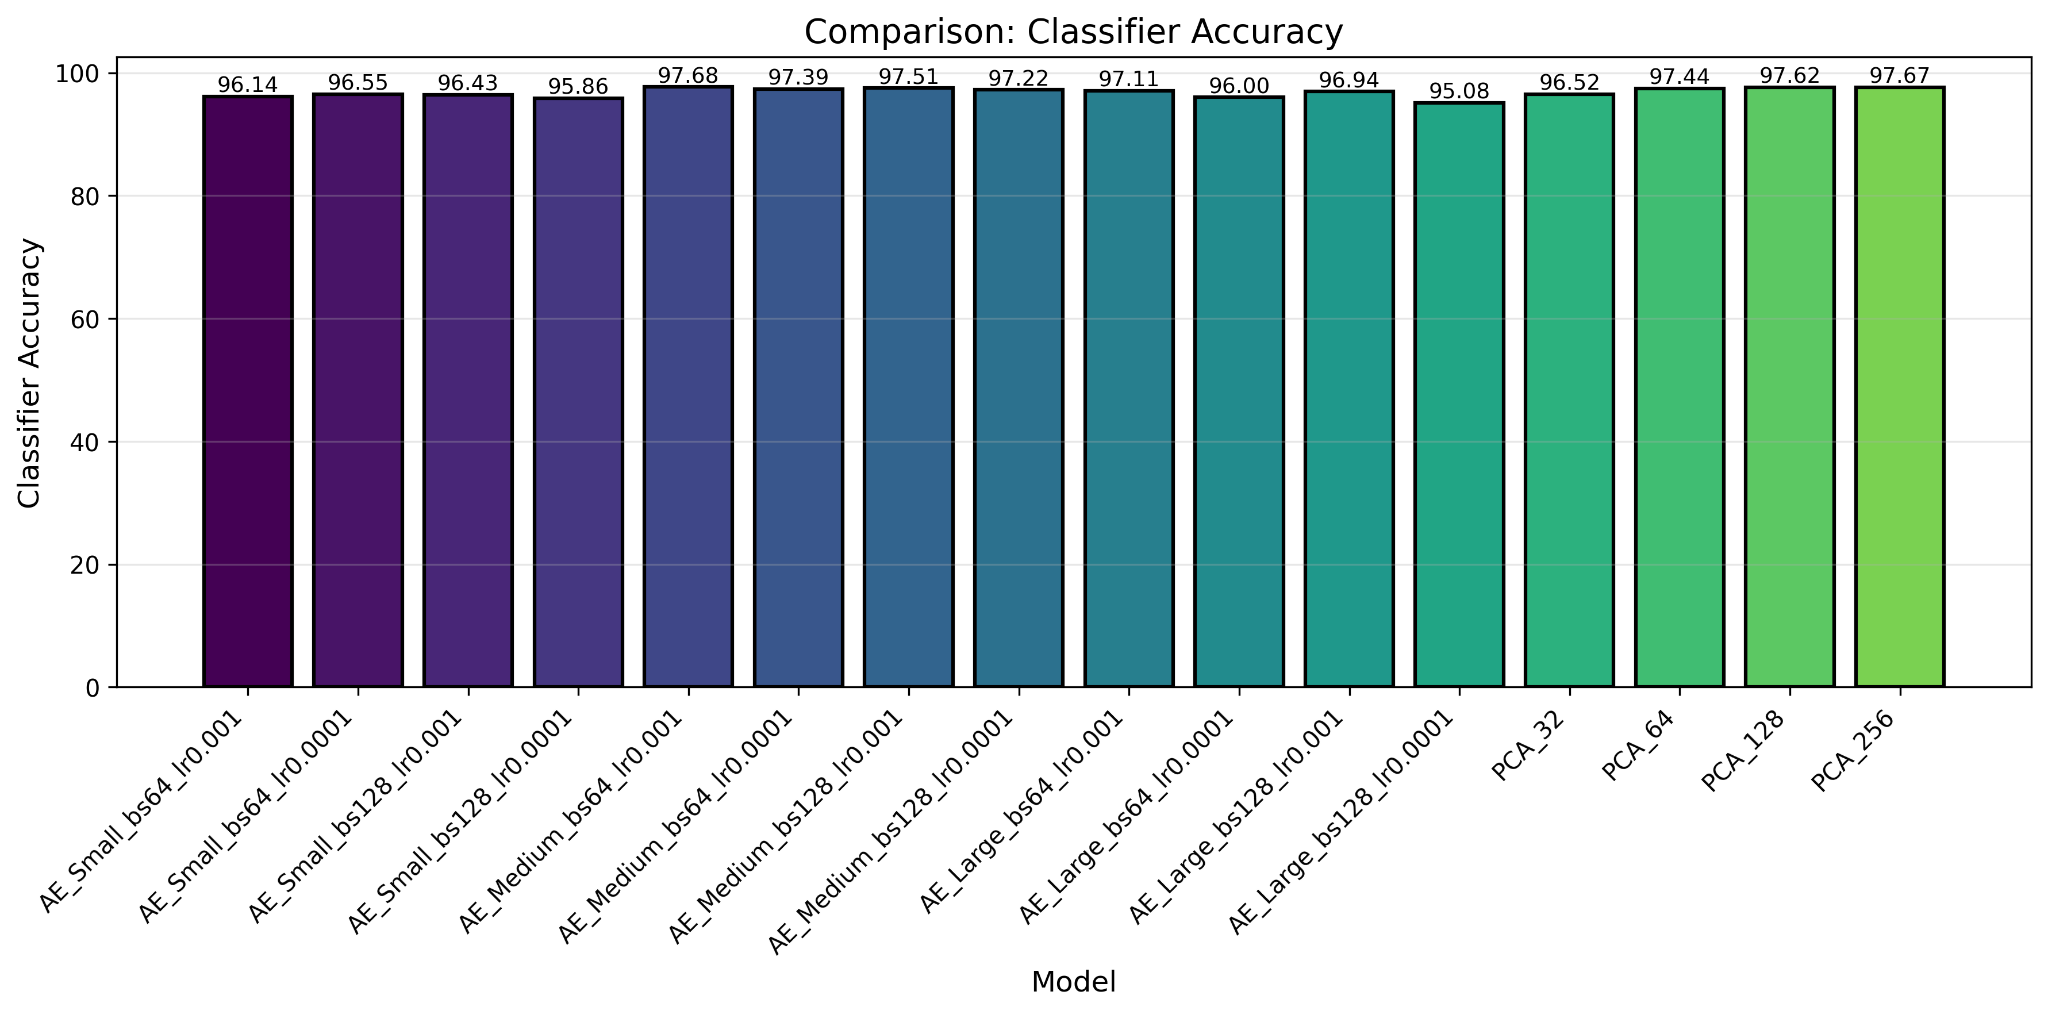 Comparison: Classifier Accuracy
Classifier Accuracy
100
80
60
40
20
0
96.14
96.55
96.43
95.86
97.68
97.39
97.51
97.22
97.11
96.00
96.94
95.08
96.52
97.44
97.62
97.67
AE_Small_bs64_lr0.001
AE_Small_bs64_lr0.0001
AE_Small_bs128_lr0.001
AE_Small_bs128_lr0.0001
AE_Medium_bs64_lr0.001
AE_Medium_bs64_lr0.0001
AE_Medium_bs128_lr0.001
AE_Medium_bs128_lr0.0001
AE_Large_bs64_lr0.001
AE_Large_bs64_lr0.0001
AE_Large_bs128_lr0.001
AE_Large_bs128_lr0.0001
PCA_32
PCA_64
PCA_128
PCA_256
Model